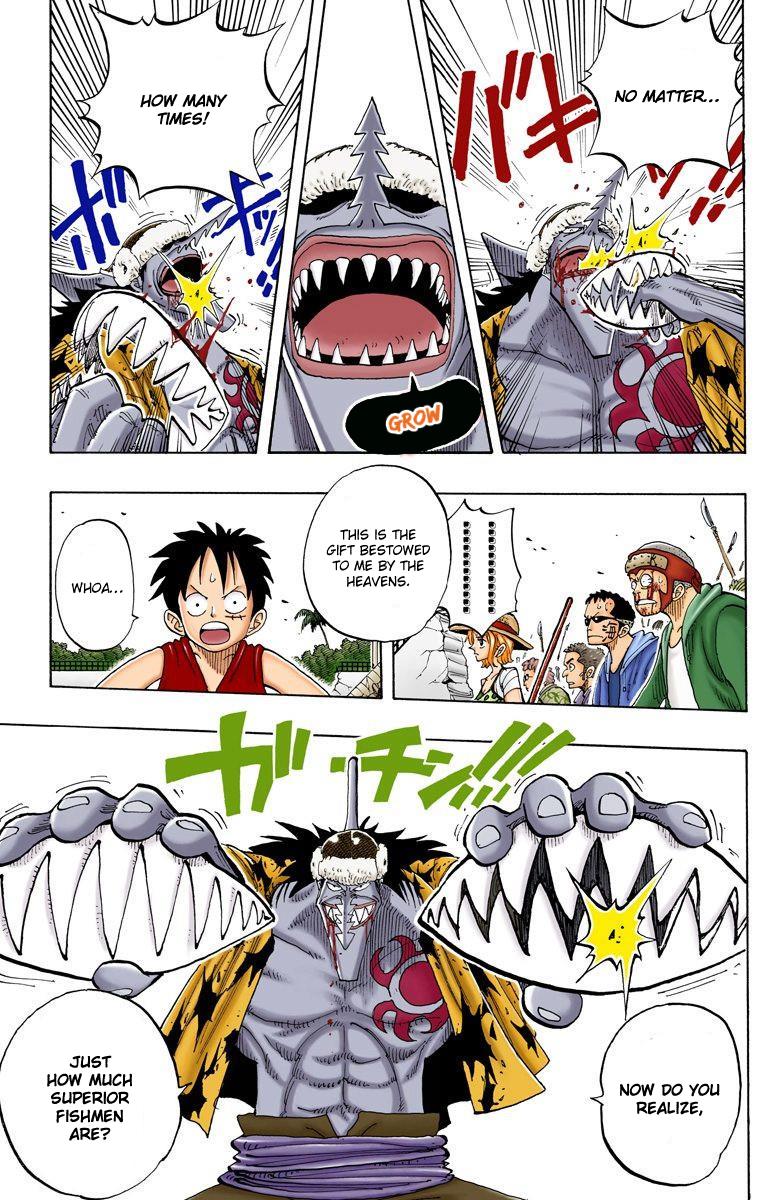 NO MATTER...
バキ
!!
GROW
HOW MANY
TIMES!
ボキッ
!!
!!
THIS IS THE
GIFT BESTOWED
TO ME BY THE
HEAVENS.
WHOA...
ガ・チン!!!
NOW DO YOU
REALIZE,
JUST
HOW MUCH
SUPERIOR
FISHMEN
ARE?